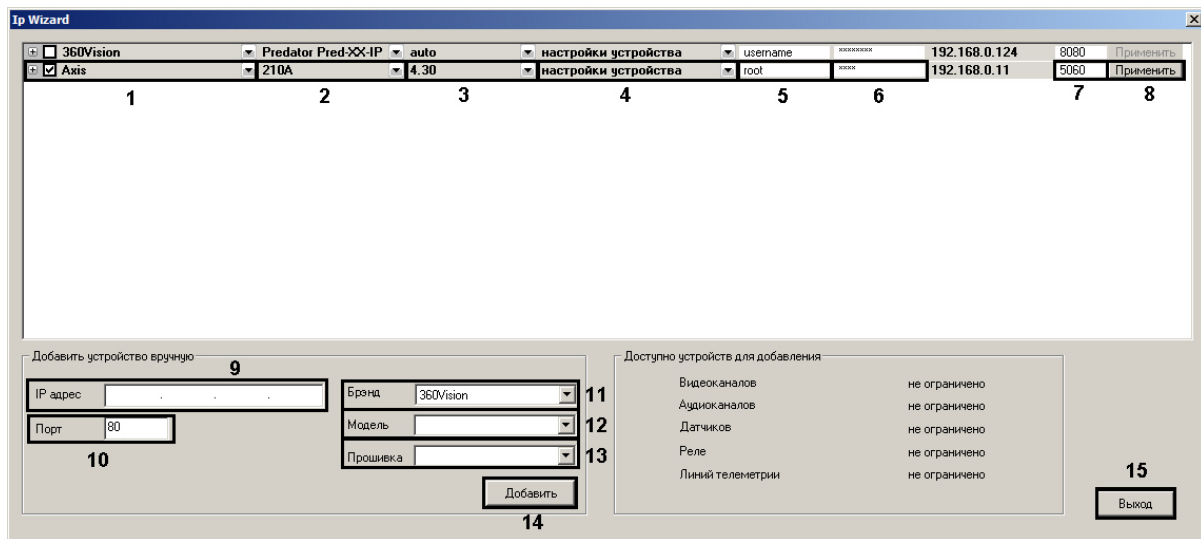 Ip Wizard
360Vision Predator Pred-XX-IP auto настройки устройства username ******** 192.168.0.124 8080 Применить
Axis 210A 4.30 настройки устройства root **** 192.168.0.11 5060 Применить
1 2 3 4 5 6 7 8
Добавить устройство вручную
9
IP адрес . . .
Порт 80
10
Брэнд 360Vision 11
Модель 12
Прошивка 13
Добавить
14
Доступно устройств для добавления
Видеоканалов не ограничено
Аудиоканалов не ограничено
Датчиков не ограничено
Реле не ограничено
Линий телеметрии не ограничено
15
Выход